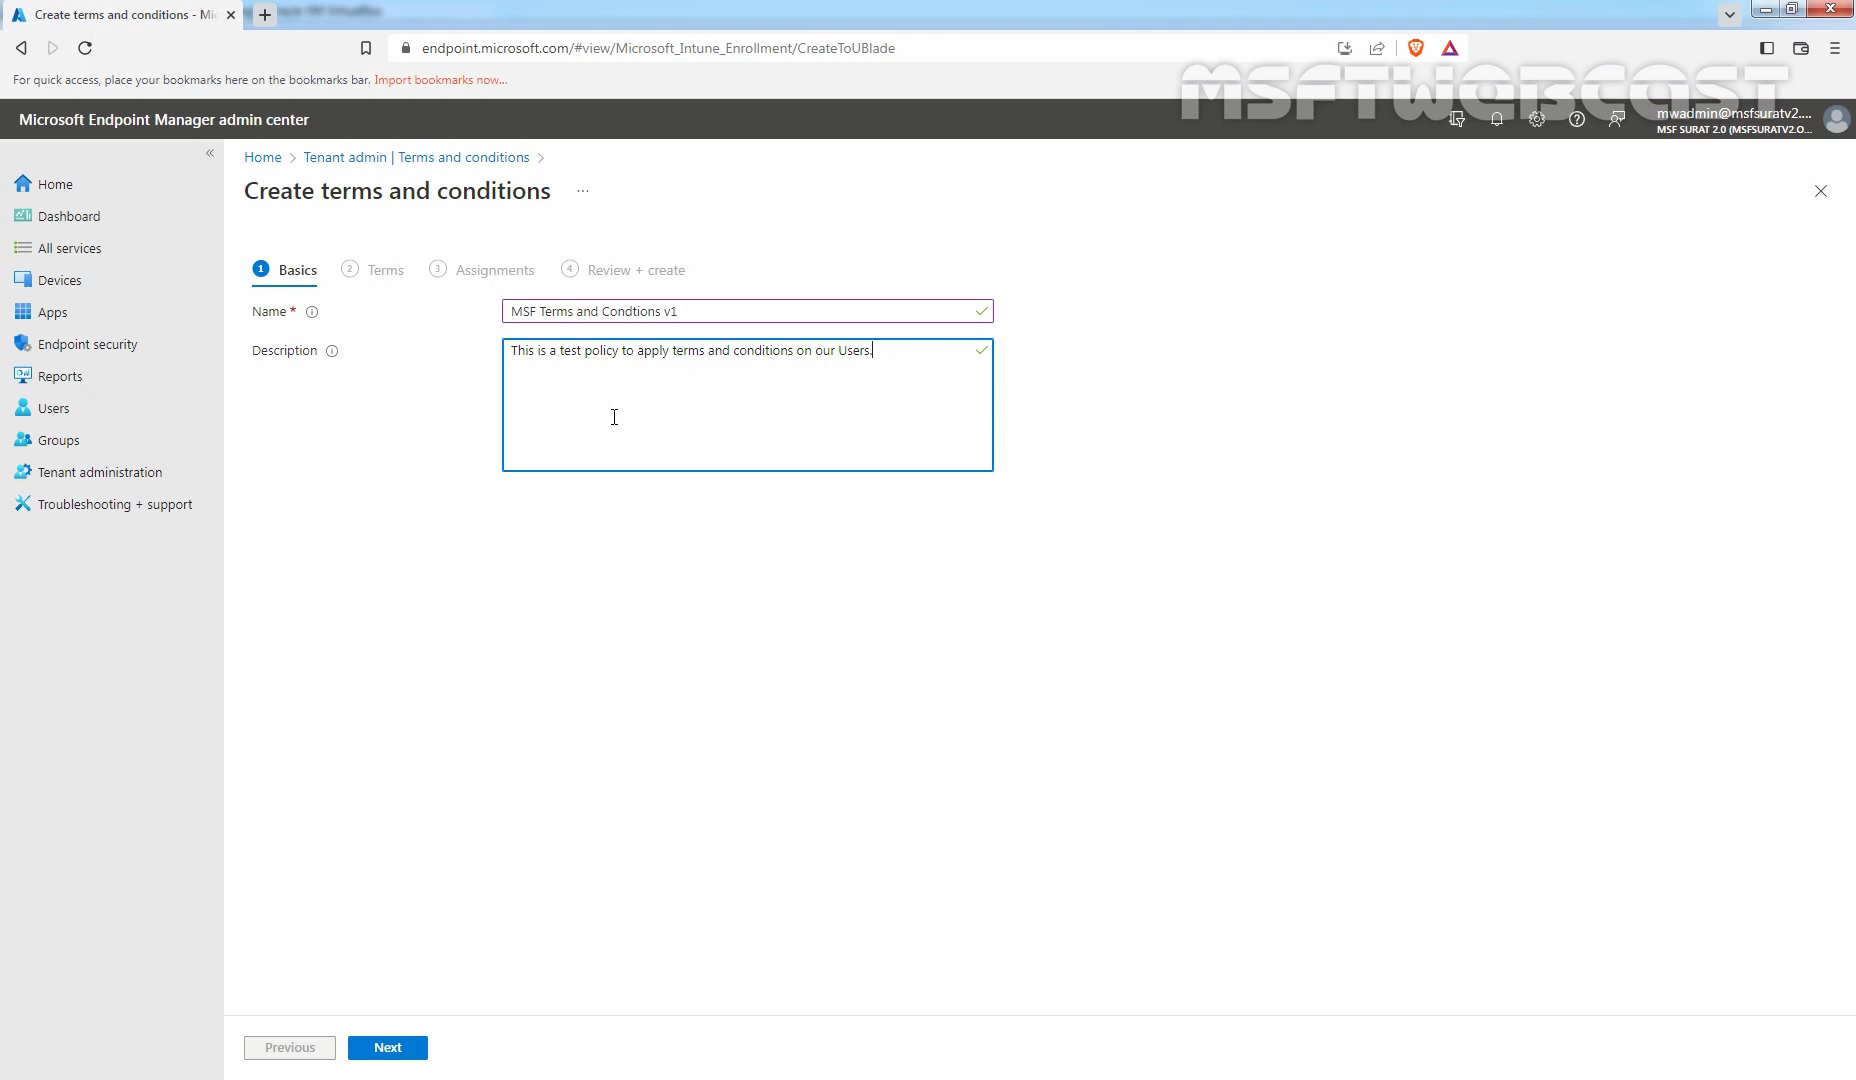 Create terms and conditions - Mic
endpoint.microsoft.com/#view/Microsoft_Intune_Enrollment/CreateToUBlade
For quick access, place your bookmarks here on the bookmarks bar. Import bookmarks now...
MSFTWEBCAST
Microsoft Endpoint Manager admin center
mwadmin@msfsuratv2....
MSF SURAT 2.0 (MSFSURATV2.O...
Home > Tenant admin | Terms and conditions >
Create terms and conditions ...
Home
Dashboard
All services
Devices
Apps
Endpoint security
Reports
Users
Groups
Tenant administration
Troubleshooting + support
1 Basics 2 Terms 3 Assignments 4 Review + create
Name * MSF Terms and Condtions v1
Description This is a test policy to apply terms and conditions on our Users.
Previous Next